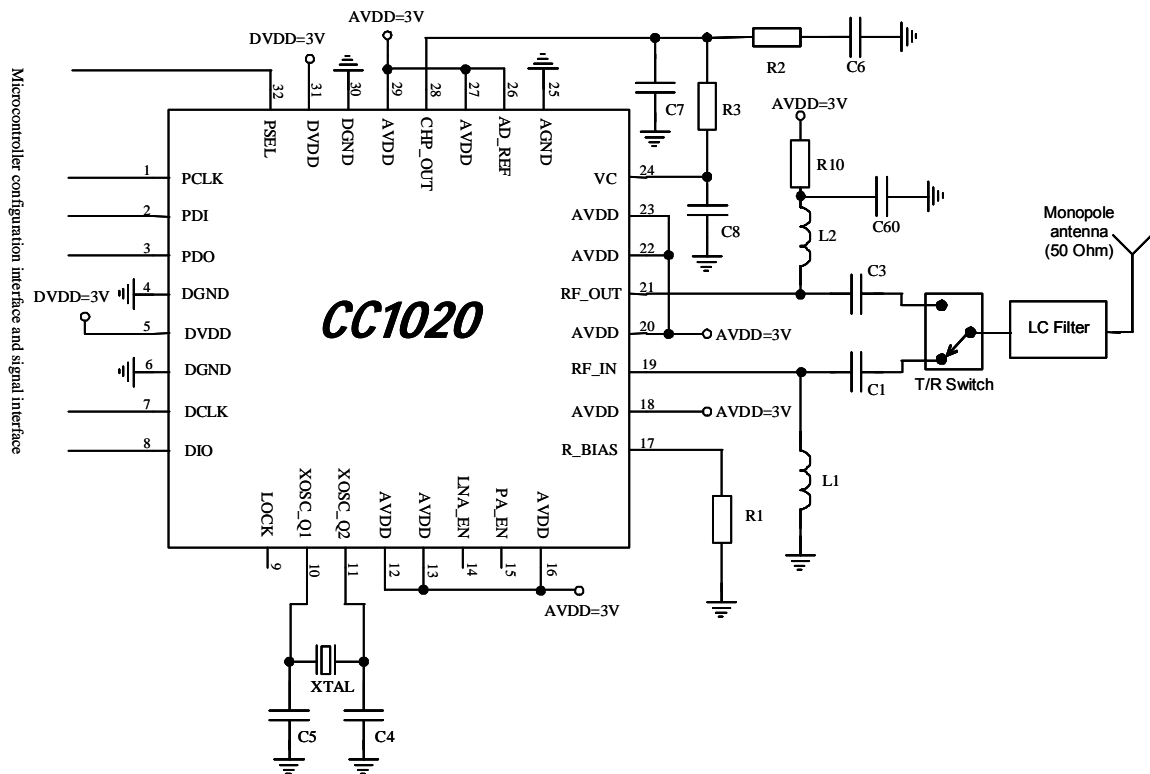 AVDD=3V
DVDD=3V
R2
C6
Microcontroller configuration interface and signal interface
32
31
30
29
28
27
26
25
PSEL
DVDD
DGND
AVDD
CHP_OUT
AVDD
AD_REF
AGND
C7
R3
AVDD=3V
R10
C60
L2
C8
1
PCLK
2
PDI
3
PDO
4
DGND
DVDD=3V
5
DVDD
6
DGND
7
DCLK
8
DIO
CC1020
VC
24
AVDD
23
AVDD
22
RF_OUT
21
AVDD
20
AVDD=3V
RF_IN
19
AVDD
18
AVDD=3V
R_BIAS
17
C3
C1
T/R Switch
LC Filter
Monopole
antenna
(50 Ohm)
L1
R1
LOCK
XOSC_Q1
XOSC_Q2
AVDD
AVDD
LNA_EN
PA_EN
AVDD
9
10
11
12
13
14
15
16
AVDD=3V
XTAL
C5
C4